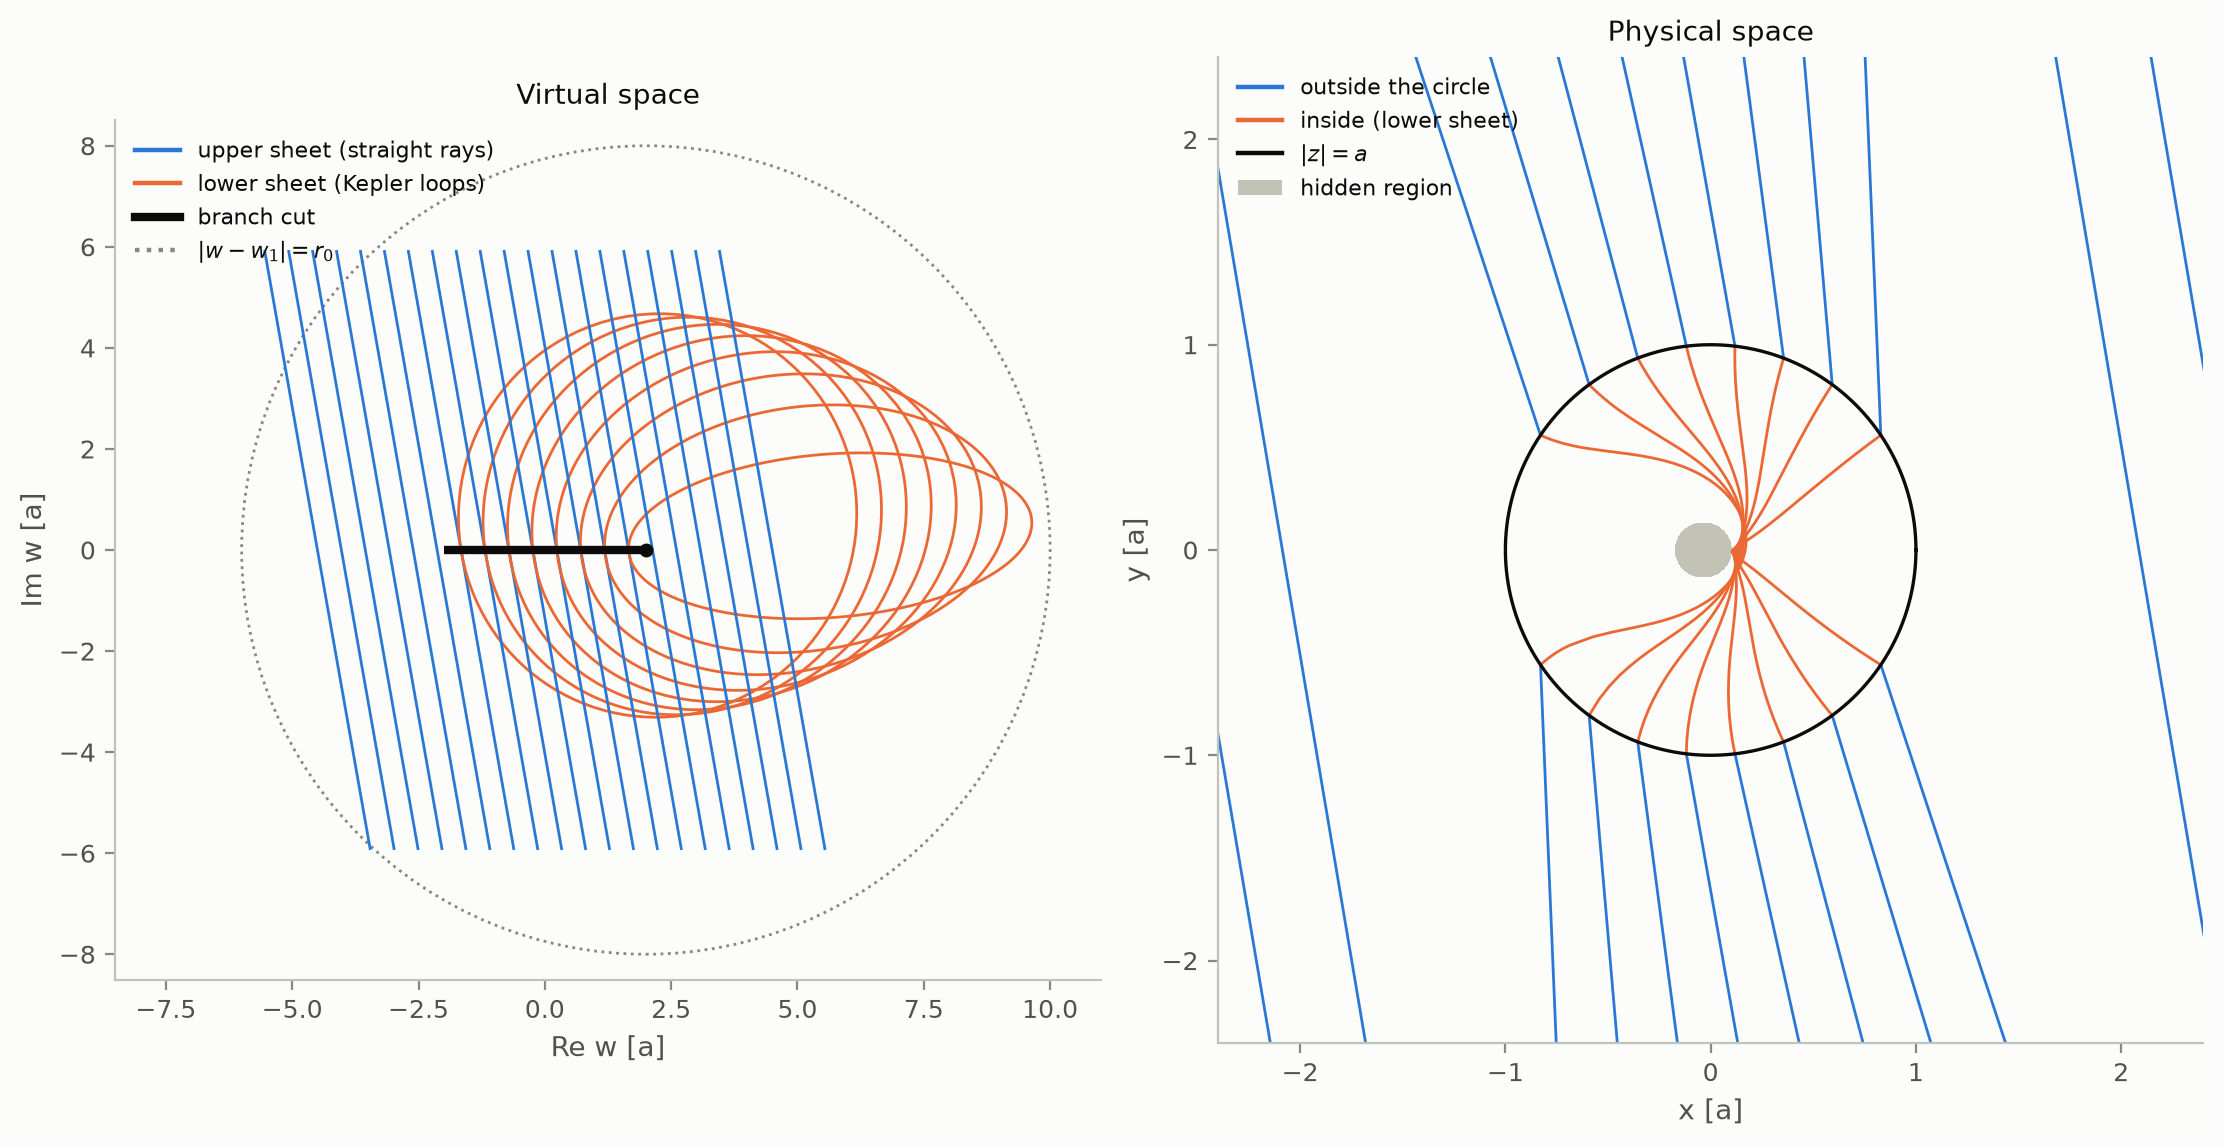 Virtual space
upper sheet (straight rays)
lower sheet (Kepler loops)
branch cut
|w − w₁| = r₀
8
6
4
2
0
−2
−4
−6
−8
Im w [a]
−7.5 −5.0 −2.5 0.0 2.5 5.0 7.5 10.0
Re w [a]
Physical space
outside the circle
inside (lower sheet)
|z| = a
hidden region
2
1
0
−1
−2
y [a]
−2 −1 0 1 2
x [a]